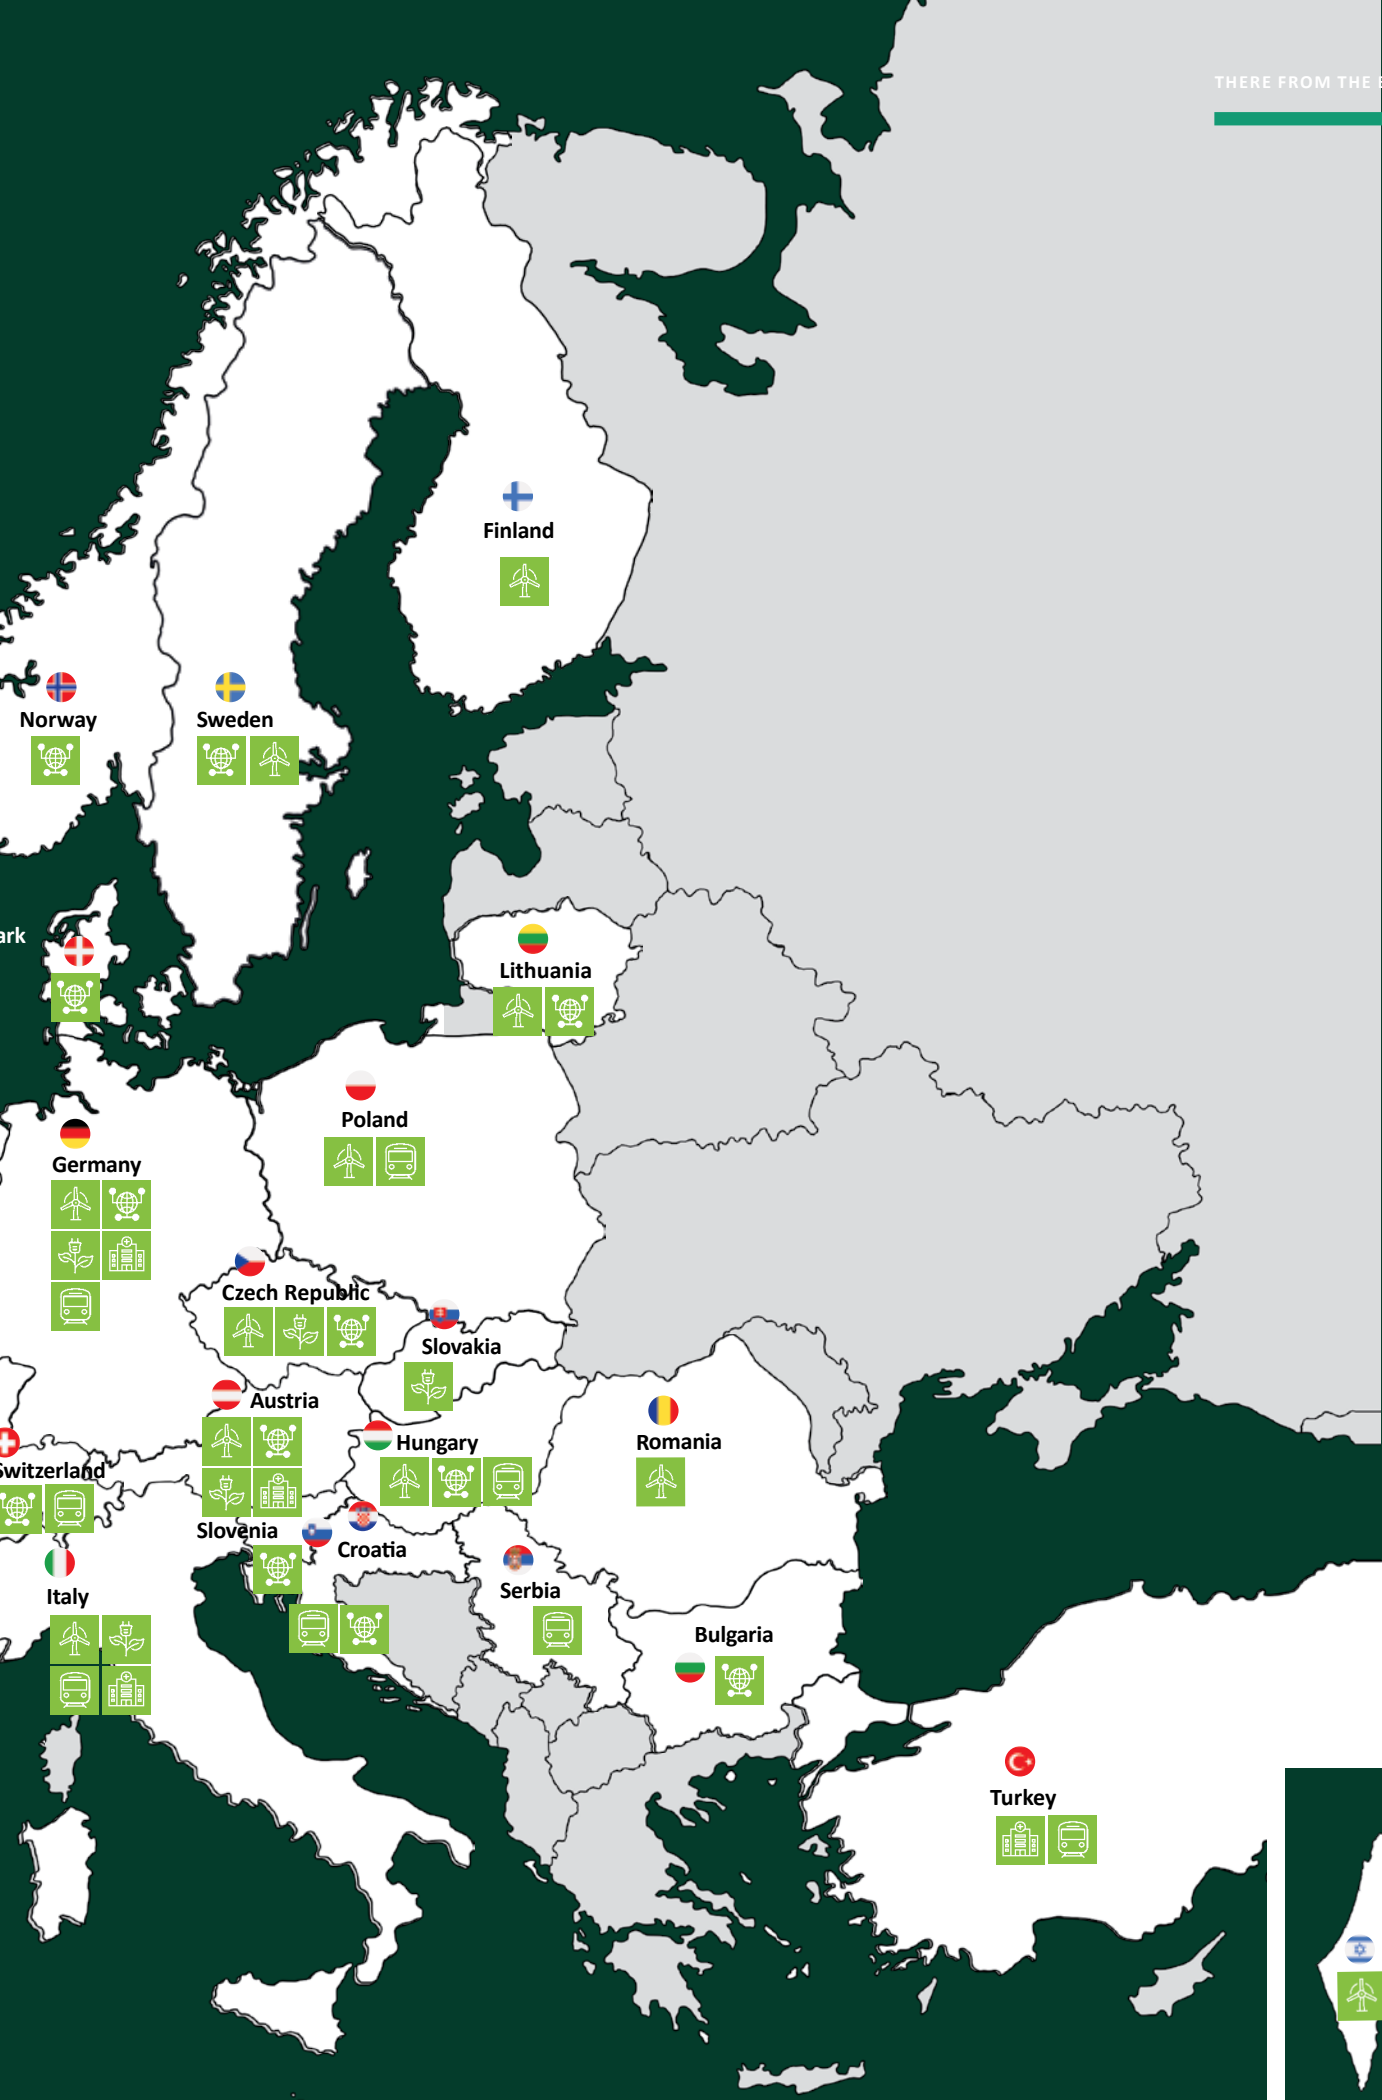 THERE FROM THE
Finland
Norway
Sweden
ark
Lithuania
Poland
Germany
Czech Republic
Slovakia
Austria
Hungary
Romania
Switzerland
Slovenia
Croatia
Italy
Serbia
Bulgaria
Turkey